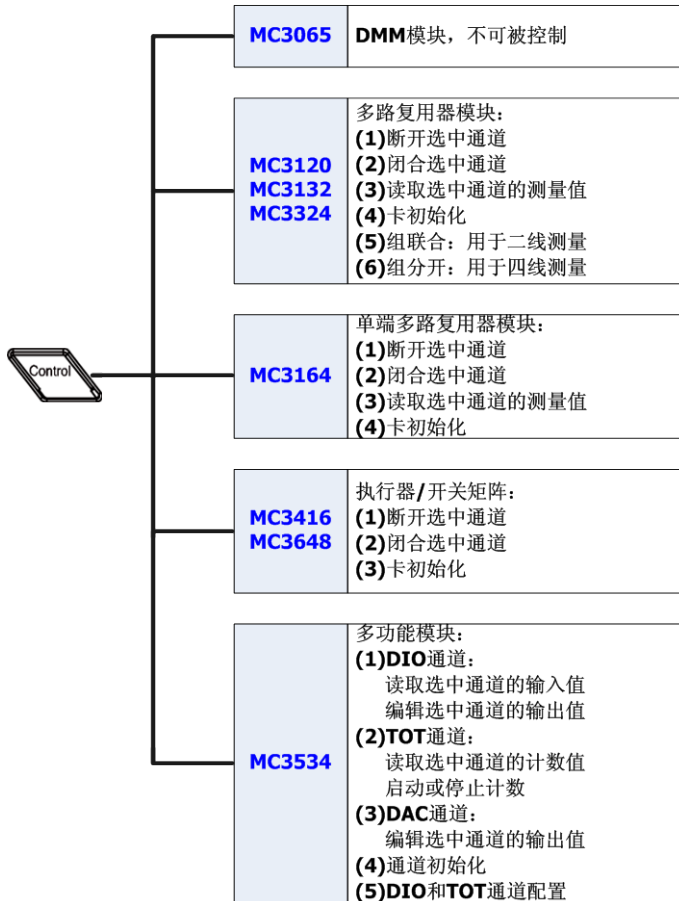 MC3065
DMM模块，不可被控制
MC3120
MC3132
MC3324
多路复用器模块：
(1)断开选中通道
(2)闭合选中通道
(3)读取选中通道的测量值
(4)卡初始化
(5)组联合：用于二线测量
(6)组分开：用于四线测量
Control
MC3164
单端多路复用器模块：
(1)断开选中通道
(2)闭合选中通道
(3)读取选中通道的测量值
(4)卡初始化
MC3416
MC3648
执行器/开关矩阵：
(1)断开选中通道
(2)闭合选中通道
(3)卡初始化
MC3534
多功能模块：
(1)DIO通道：
读取选中通道的输入值
编辑选中通道的输出值
(2)TOT通道：
读取选中通道的计数值
启动或停止计数
(3)DAC通道：
编辑选中通道的输出值
(4)通道初始化
(5)DIO和TOT通道配置